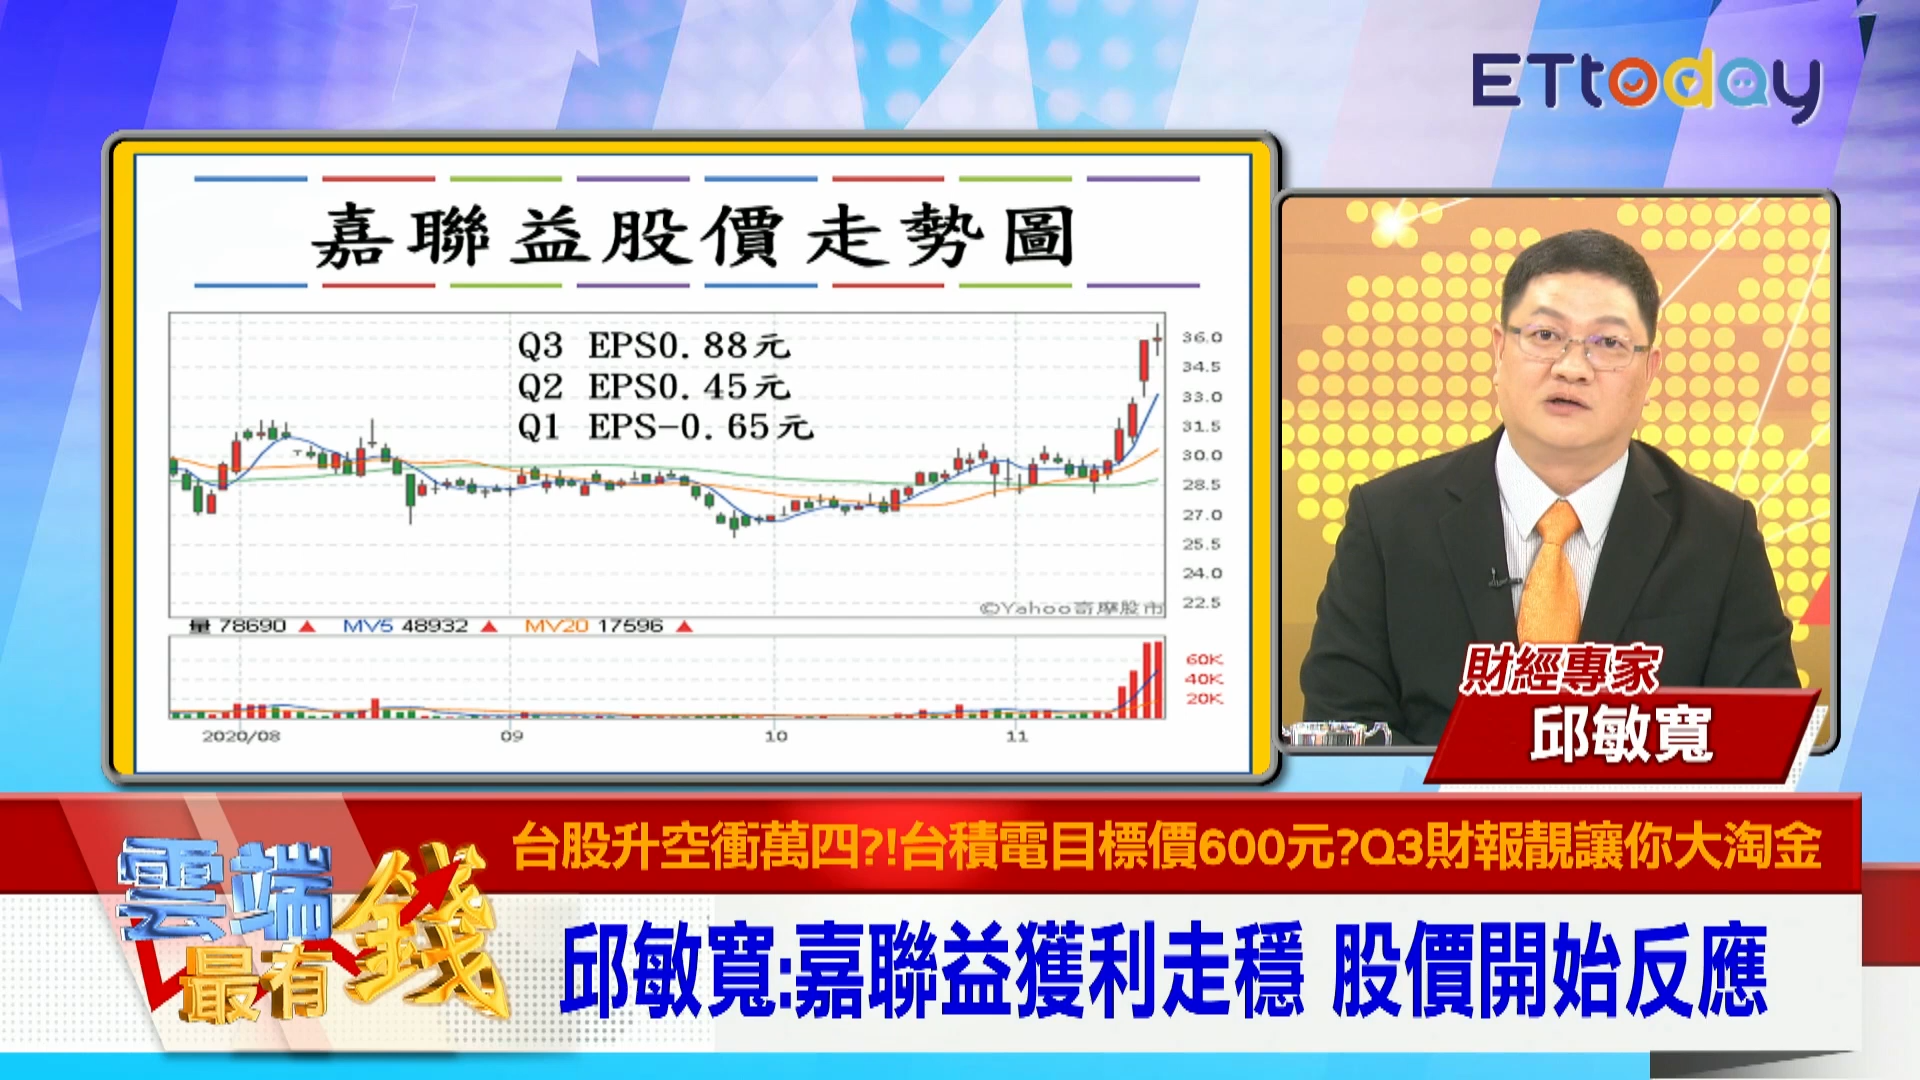 ETtoday
嘉聯益股價走勢圖
Q3 EPS0.88元
Q2 EPS0.45元
Q1 EPS-0.65元
36.0
34.5
33.0
31.5
30.0
28.5
27.0
25.5
24.0
22.5
©Yahoo奇摩股市
量 78690 ▲ MV5 48932 ▲ MV20 17596 ▲
60K
40K
20K
2020/08 09 10 11
財經專家
邱敏寬
雲端最有錢
台股升空衝萬四?!台積電目標價600元?Q3財報靚讓你大淘金
邱敏寬:嘉聯益獲利走穩 股價開始反應